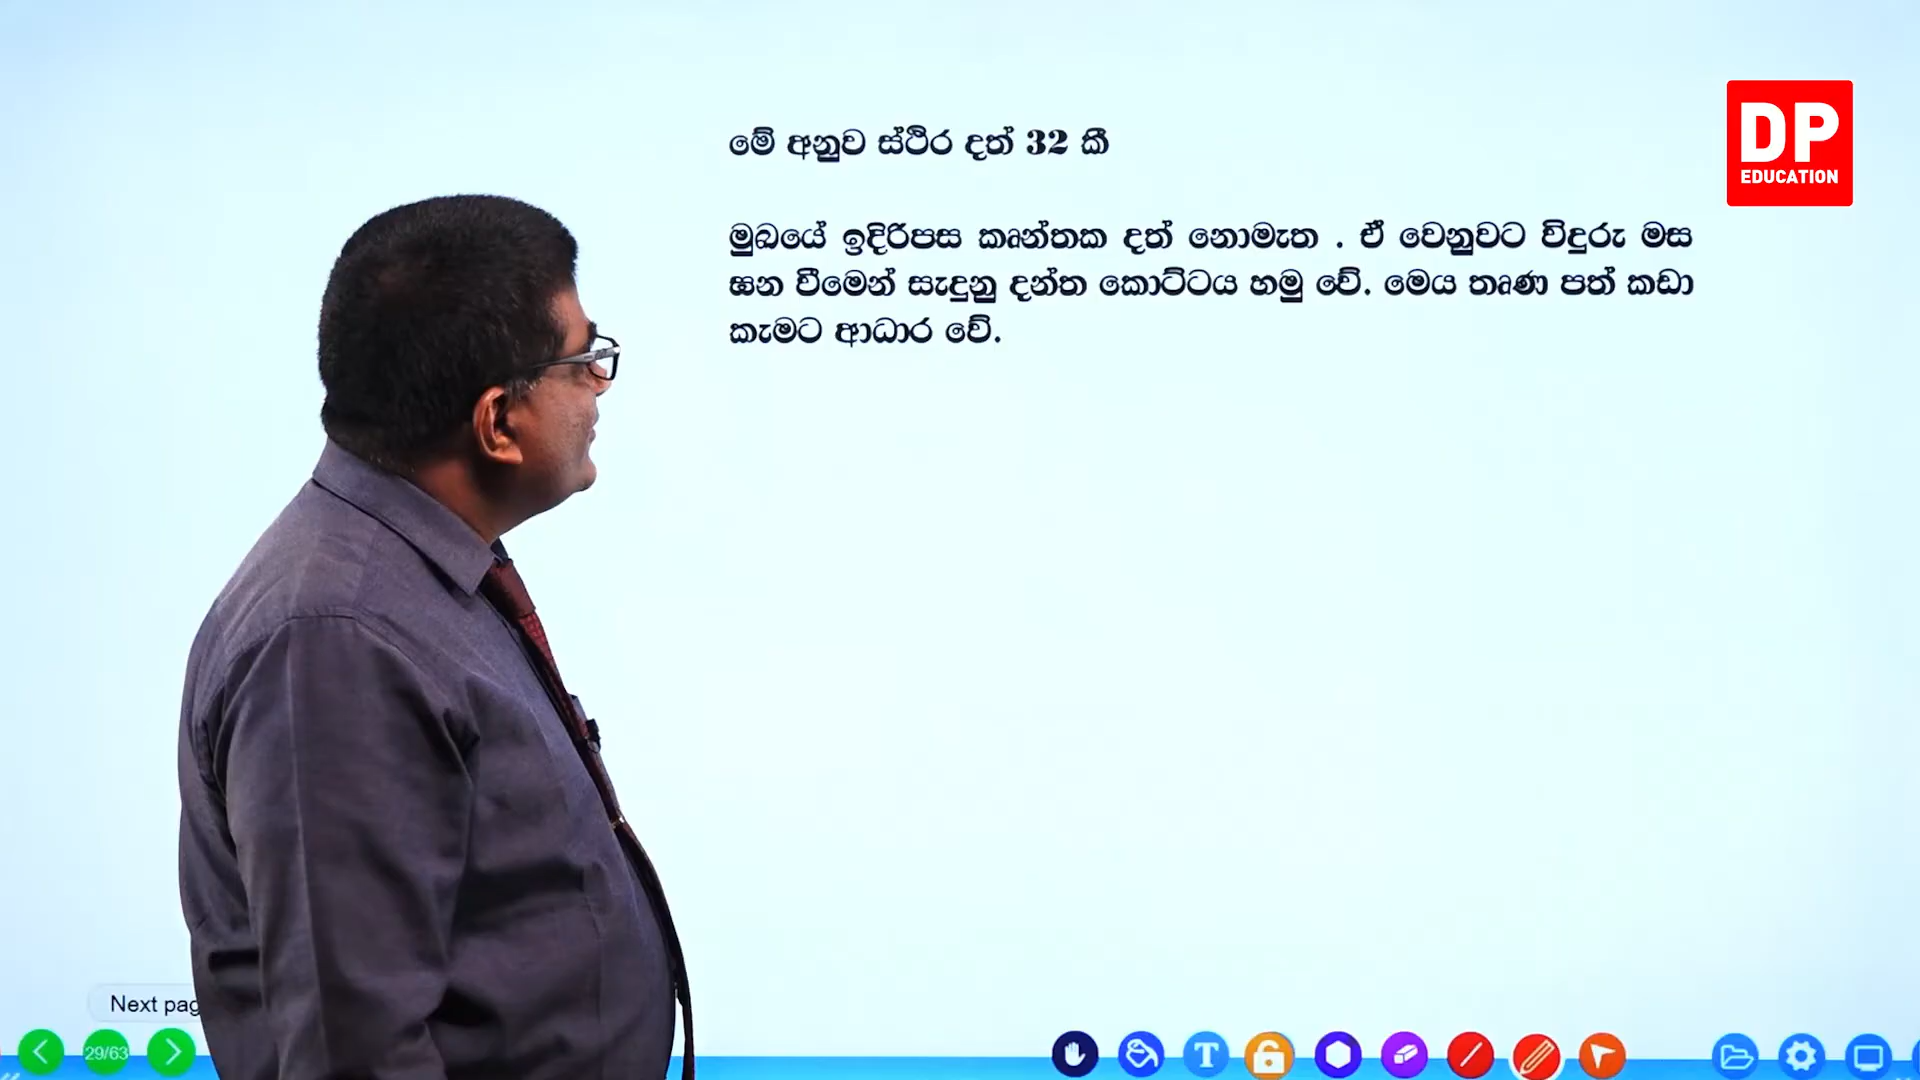 මේ අනුව ස්ථිර දත් 32 කී
DP
EDUCATION
මුඛයේ ඉදිරිපස කෘන්තක දත් නොමැත . ඒ වෙනුවට විදුරු මස
ඝන වීමෙන් සැදුනු දන්ත කොට්ටය හමු වේ. මෙය තෘණ පත් කඩා
කැමට ආධාර වේ.
Next pag
29/63
T